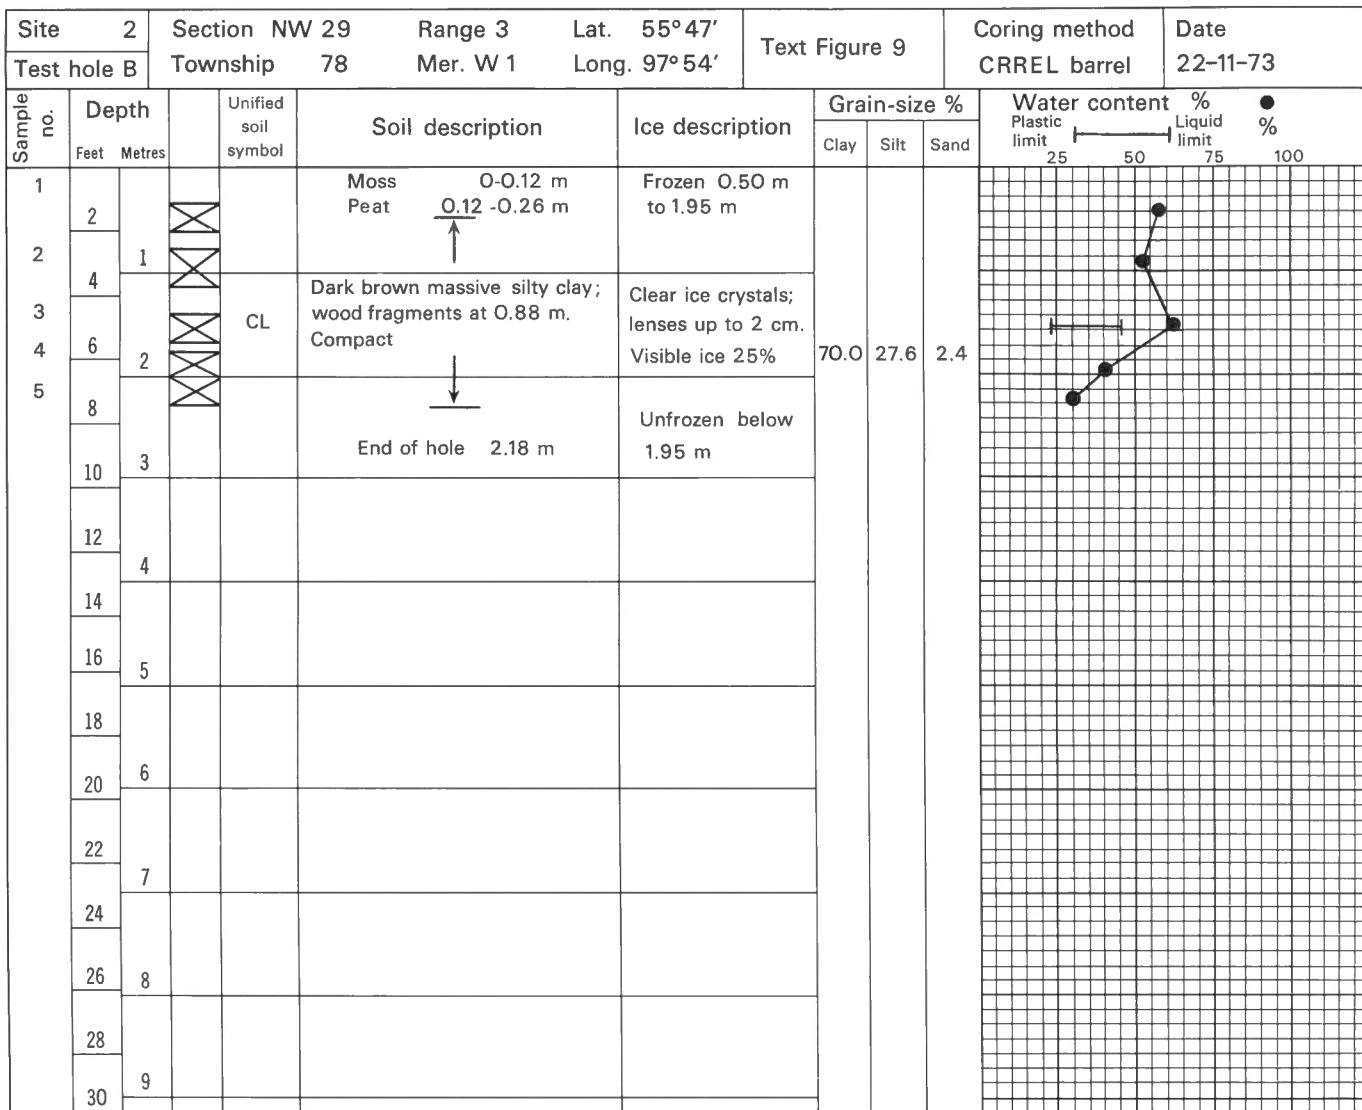 Site 2
Test hole B
Section NW 29 Range 3 Lat. 55°47'
Township 78 Mer. W 1 Long. 97°54'
Text Figure 9
Coring method
CRREL barrel
Date
22-11-73
Sample no.
Depth
Feet Metres
Unified
soil
symbol
Soil description
Ice description
Grain-size %
Clay Silt Sand
Water content % ●
Plastic limit
Liquid limit
%
25 50 75 100
1
2
3
4
5
2
4
6
8
10
12
14
16
18
20
22
24
26
28
30
1
2
3
4
5
6
7
8
9
CL
Moss 0-0.12 m
Peat 0.12 -0.26 m
Dark brown massive silty clay;
wood fragments at 0.88 m.
Compact
End of hole 2.18 m
Frozen 0.50 m
to 1.95 m
Clear ice crystals;
lenses up to 2 cm.
Visible ice 25%
Unfrozen below
1.95 m
70.0 27.6 2.4